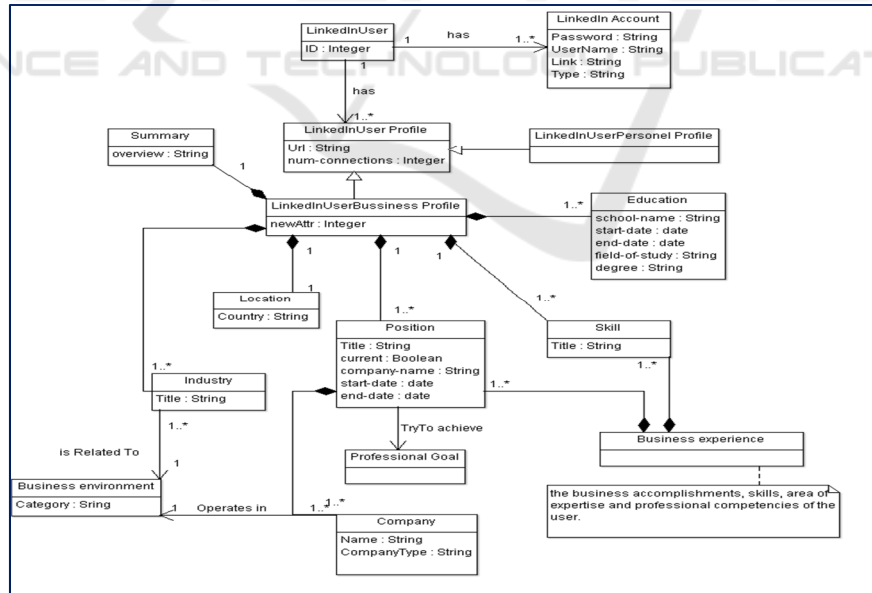 LinkedInUser
ID : Integer
1
has
1..*
LinkedIn Account
Password : String
UserName : String
Link : String
Type : String
NCE AND TECHNOLOGY PUBLICAT
1
has
1..*
LinkedInUser Profile
Url : String
num-connections : Integer
LinkedInUserPersonel Profile
Summary
overview : String
1
LinkedInUserBussiness Profile
newAttr : Integer
1..*
Education
school-name : String
start-date : date
end-date : date
field-of-study : String
degree : String
1
1
1
1
Location
Country : String
1..*
Position
Title : String
current : Boolean
company-name : String
start-date : date
end-date : date
1..*
Skill
Title : String
1..*
Industry
Title : String
1..*
1..*
is Related To
1
TryTo achieve
Professional Goal
Business experience
Business environment
Category : Sring
1
Operates in
1..*
1..*
Company
Name : String
CompanyType : String
the business accomplishments, skills, area of
expertise and professional competencies of the
user.